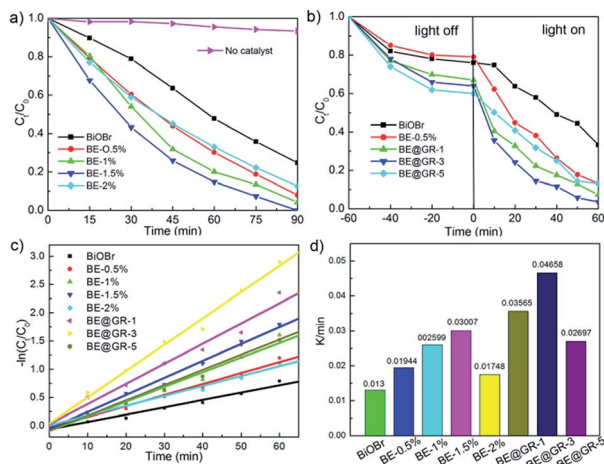 a)
C_t/C_0
1.0
0.8
0.6
0.4
0.2
0.0
No catalyst
BiOBr
BE-0.5%
BE-1%
BE-1.5%
BE-2%
0 15 30 45 60 75 90
Time (min)
b)
C_t/C_0
1.0
0.8
0.6
0.4
0.2
0.0
light off light on
BiOBr
BE-0.5%
BE@GR-1
BE@GR-3
BE@GR-5
-60 -40 -20 0 20 40 60
Time (min)
c)
-ln(C_t/C_0)
3.0
2.5
2.0
1.5
1.0
0.5
0.0
BiOBr
BE-0.5%
BE-1%
BE-1.5%
BE-2%
BE@GR-1
BE@GR-3
BE@GR-5
0 10 20 30 40 50 60
Time (min)
d)
K/min
0.05
0.04
0.03
0.02
0.01
0.00
0.013
0.01944
002599
0.03007
0.01748
0.03565
0.04658
0.02697
BiOBr
BE-0.5%
BE-1%
BE-1.5%
BE-2%
BE@GR-1
BE@GR-3
BE@GR-5